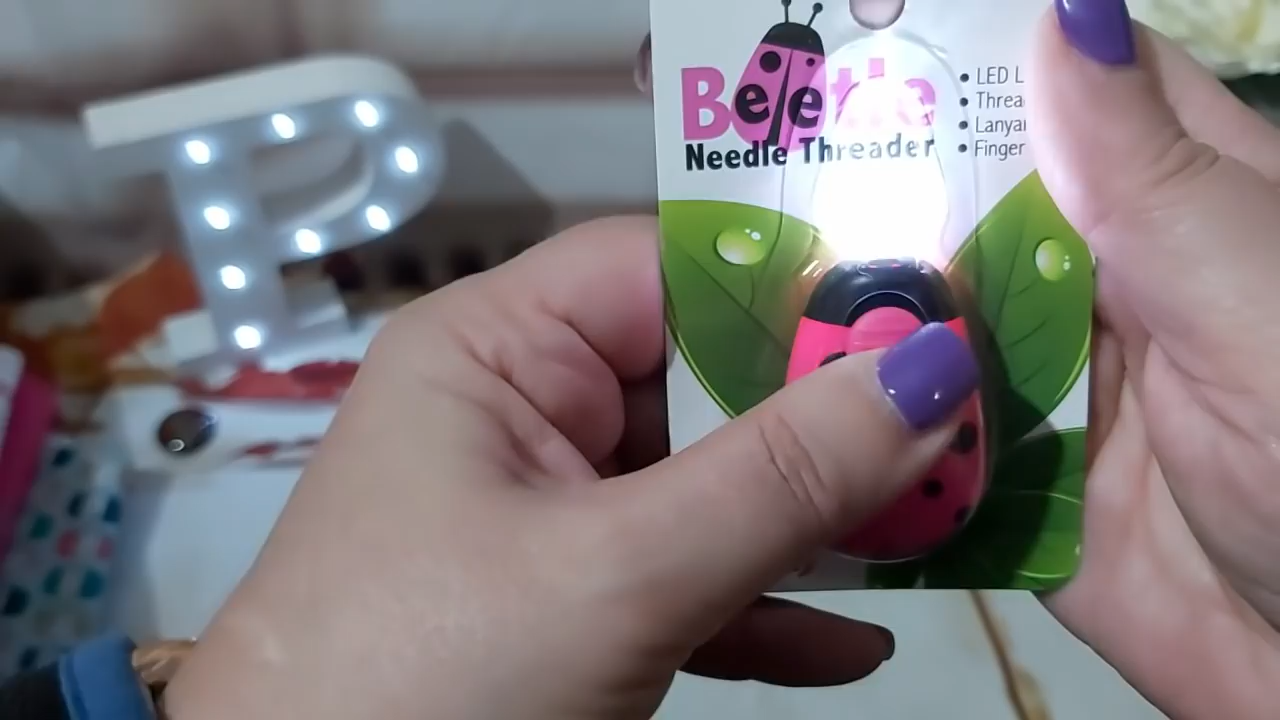 P
Beetle
Needle Threader
• LED L
• Threa
• Lanyar
• Finger